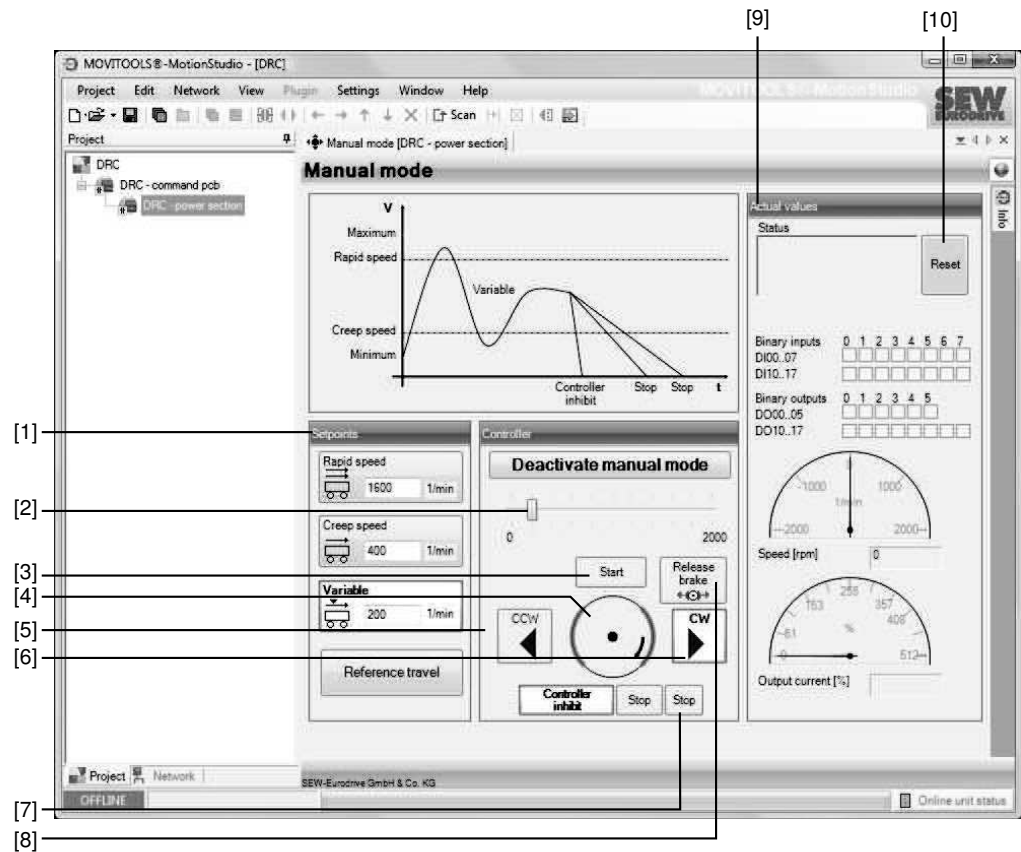 [9] [10]
MOVITOOLS®-MotionStudio - [DRC]
Project Edit Network View Plugin Settings Window Help
SEW
EURODRIVE
Scan
Project
Manual mode [DRC - power section]
DRC
DRC - command pcb
DRC - power section
Manual mode
Info
V
Maximum
Rapid speed
Variable
Creep speed
Minimum
Controller inhibit
Stop Stop t
Actual values
Status
Reset
Binary inputs 0 1 2 3 4 5 6 7
DI00..07
DI10..17
Binary outputs 0 1 2 3 4 5
DO00..05
DO10..17
0
-1000 1000
1/min
-2000 2000
Speed [rpm] 0
255
153 357
408
-61
%
0 512
Output current [%]
[1]
Setpoints
Rapid speed
1600 1/min
Creep speed
400 1/min
Variable
200 1/min
Reference travel
Controller
Deactivate manual mode
[2]
0 2000
[3]
Start
Release
brake
[4]
[5]
CCW
[6]
CW
Controller
inhibit
Stop Stop
Project Network
SEW-Eurodrive GmbH & Co. KG
OFFLINE
Online unit status
[7]
[8]